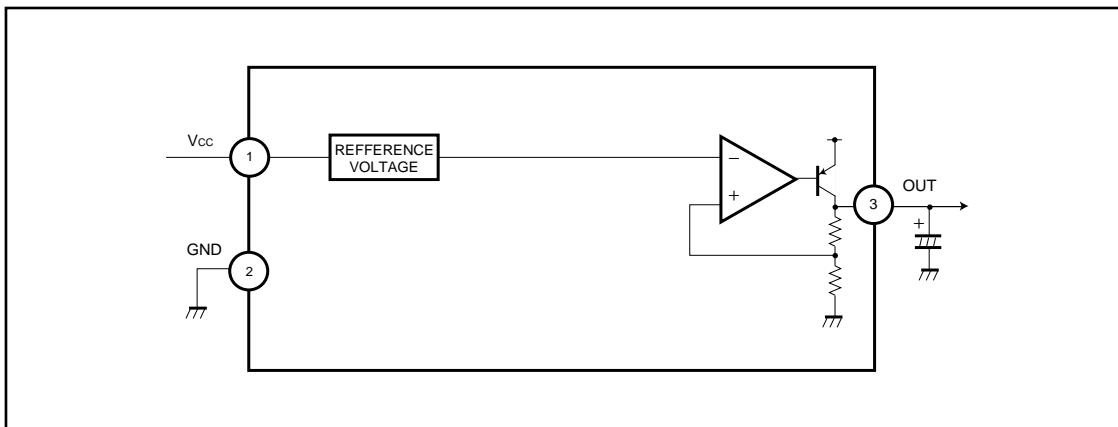 Vcc
1
REFFERENCE
VOLTAGE
−
+
OUT
3
+
GND
2